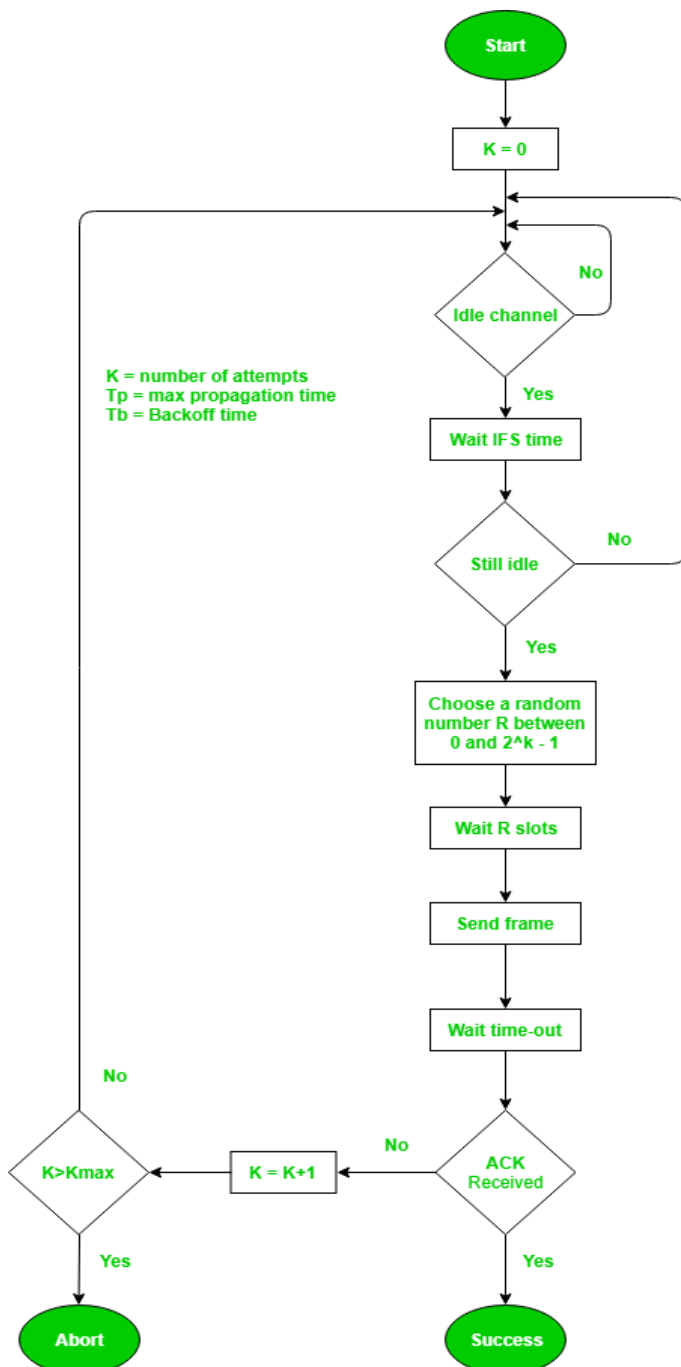 Start
K = 0
No
Idle channel
K = number of attempts
Tp = max propagation time
Tb = Backoff time
Yes
Wait IFS time
No
Still idle
Yes
Choose a random
number R between
0 and 2^k - 1
Wait R slots
Send frame
Wait time-out
No
K>Kmax
K = K+1
No
ACK
Received
Yes
Yes
Abort
Success